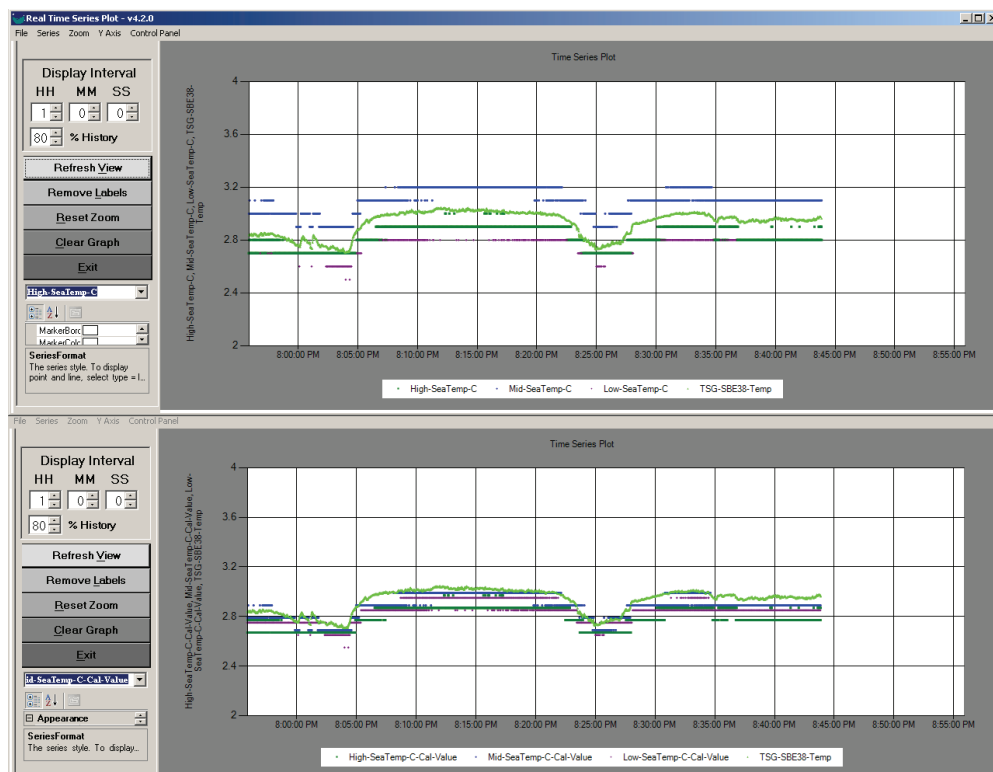 Real Time Series Plot - v4.2.0
File Series Zoom Y Axis Control Panel
Display Interval
HH MM SS
1 0 0
80 % History
Refresh View
Remove Labels
Reset Zoom
Clear Graph
Exit
High-SeaTemp-C
MarkerBorc
MarkerColc
SeriesFormat
The series style. To display
point and line, select type = l...
Time Series Plot
High-SeaTemp-C, Mid-SeaTemp-C, Low-SeaTemp-C, TSG-SBE38-
Temp
4
3.6
3.2
2.8
2.4
2
8:00:00 PM 8:05:00 PM 8:10:00 PM 8:15:00 PM 8:20:00 PM 8:25:00 PM 8:30:00 PM 8:35:00 PM 8:40:00 PM 8:45:00 PM 8:50:00 PM 8:55:00 PM
High-SeaTemp-C Mid-SeaTemp-C Low-SeaTemp-C TSG-SBE38-Temp
File Series Zoom Y Axis Control Panel
Display Interval
HH MM SS
1 0 0
80 % History
Refresh View
Remove Labels
Reset Zoom
Clear Graph
Exit
id-SeaTemp-C-Cal-Value
Appearance
SeriesFormat
The series style. To display...
Time Series Plot
High-SeaTemp-C-Cal-Value, Mid-SeaTemp-C-Cal-Value, Low-
SeaTemp-C-Cal-Value, TSG-SBE38-Temp
4
3.6
3.2
2.8
2.4
2
8:00:00 PM 8:05:00 PM 8:10:00 PM 8:15:00 PM 8:20:00 PM 8:25:00 PM 8:30:00 PM 8:35:00 PM 8:40:00 PM 8:45:00 PM 8:50:00 PM 8:55:00 PM
High-SeaTemp-C-Cal-Value Mid-SeaTemp-C-Cal-Value Low-SeaTemp-C-Cal-Value TSG-SBE38-Temp